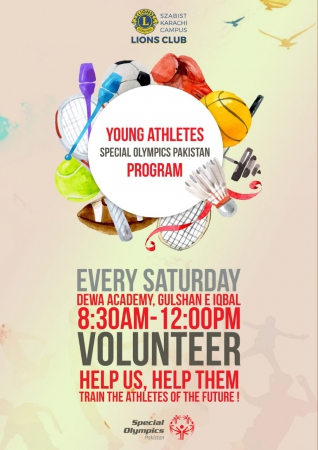 SZABIST
KARACHI
CAMPUS
LIONS CLUB
YOUNG ATHLETES
SPECIAL OLYMPICS PAKISTAN
PROGRAM
EVERY SATURDAY
DEWA ACADEMY, GULSHAN E IQBAL
8:30AM-12:00PM
VOLUNTEER
HELP US, HELP THEM
TRAIN THE ATHLETES OF THE FUTURE !
Special
Olympics
Pakistan